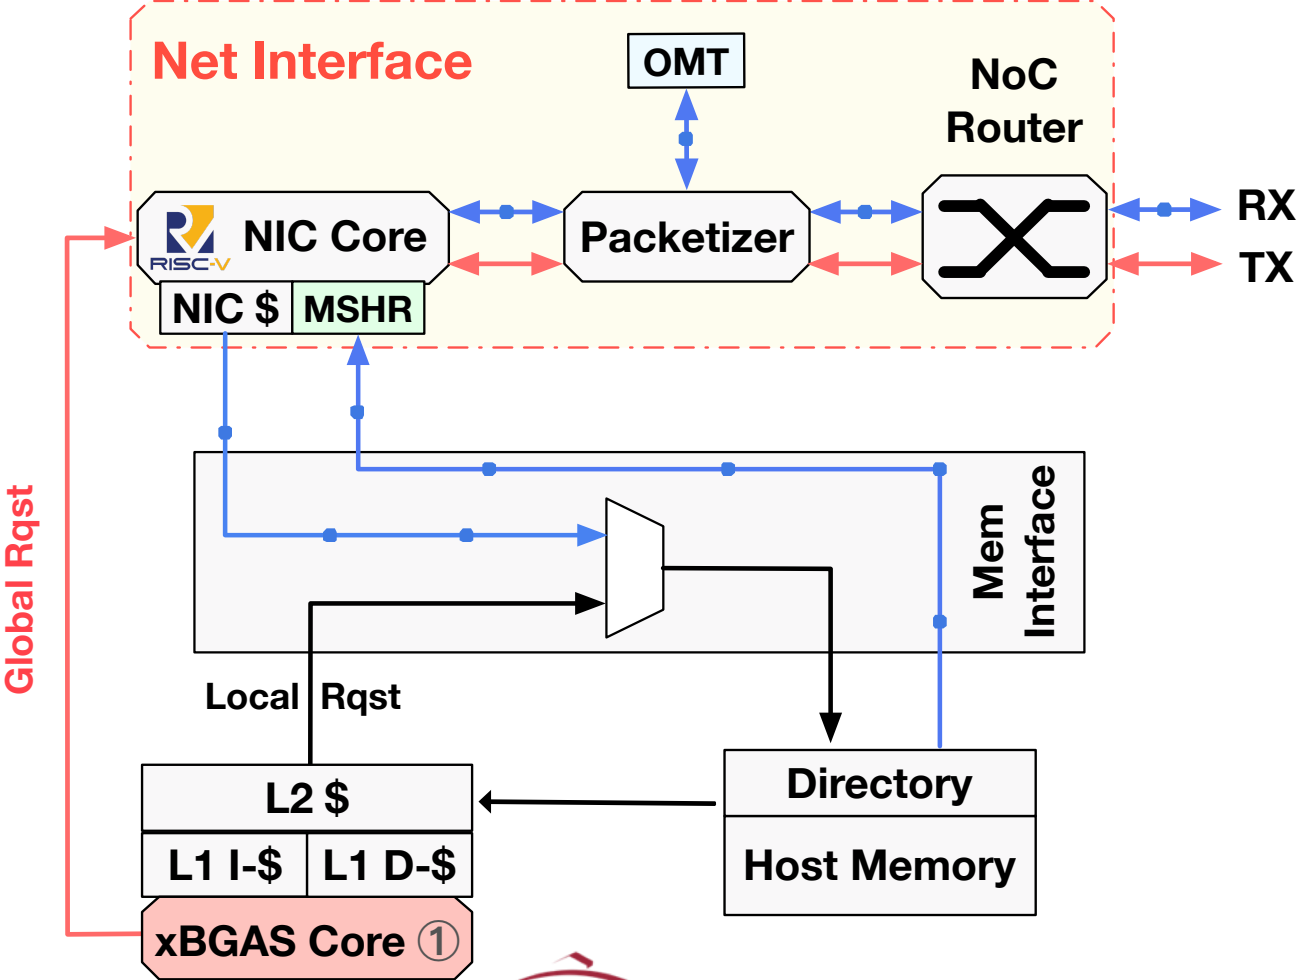 Net Interface
OMT
NoC
Router
RISC-V
NIC Core
Packetizer
RX
TX
NIC $
MSHR
Global Rqst
Mem
Interface
Local Rqst
L2 $
L1 I-$
L1 D-$
xBGAS Core ①
Directory
Host Memory